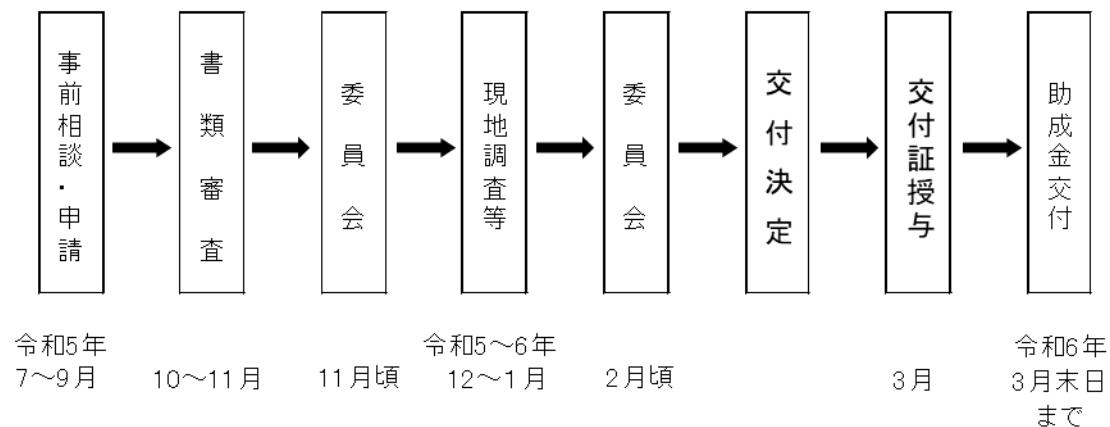 事前相談・申請
書類審査
委員会
現地調査等
委員会
交付決定
交付証授与
助成金交付
令和5年
7～9月
10～11月
11月頃
令和5～6年
12～1月
2月頃
3月
令和6年
3月末日
まで